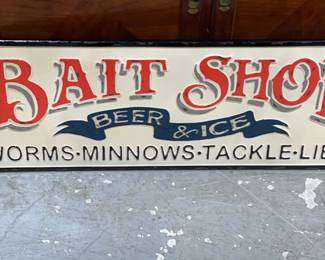 BAIT SHO
BEER & ICE
WORMS·MINNOWS·TACKLE·LIE